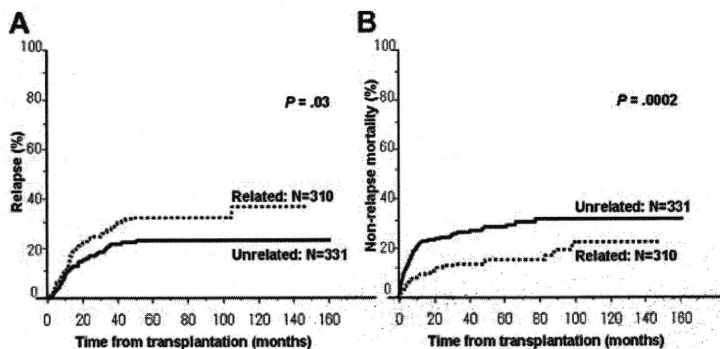 A
B
100
80
60
40
20
0
Relapse (%)
P = .03
Related: N=310
Unrelated: N=331
0 20 40 60 80 100 120 140 160
Time from transplantation (months)
100
80
60
40
20
0
Non-relapse mortality (%)
P = .0002
Unrelated: N=331
Related: N=310
0 20 40 60 80 100 120 140 160
Time from transplantation (months)